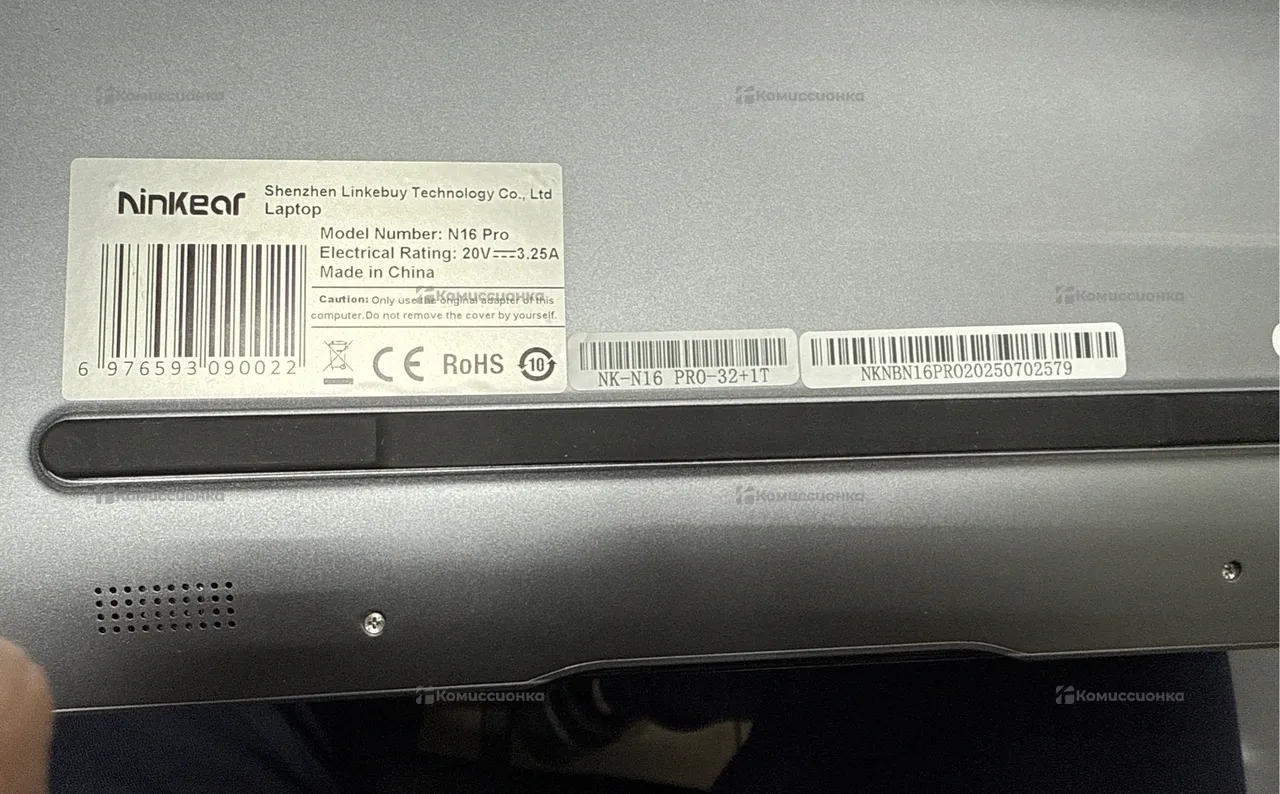 Ninkear
Shenzhen Linkebuy Technology Co., Ltd
Laptop
Model Number: N16 Pro
Electrical Rating: 20V⎓3.25A
Made in China
Caution: Only use the original adapter of this
computer.Do not remove the cover by yourself.
6 976593 090022
CE RoHS 10
NK-N16 PRO-32+1T
NKNBN16PRO20250702579
Комиссионка
Комиссионка
Комиссионка
Комиссионка
Комиссионка
Комиссионка
Комиссионка
Комиссионка